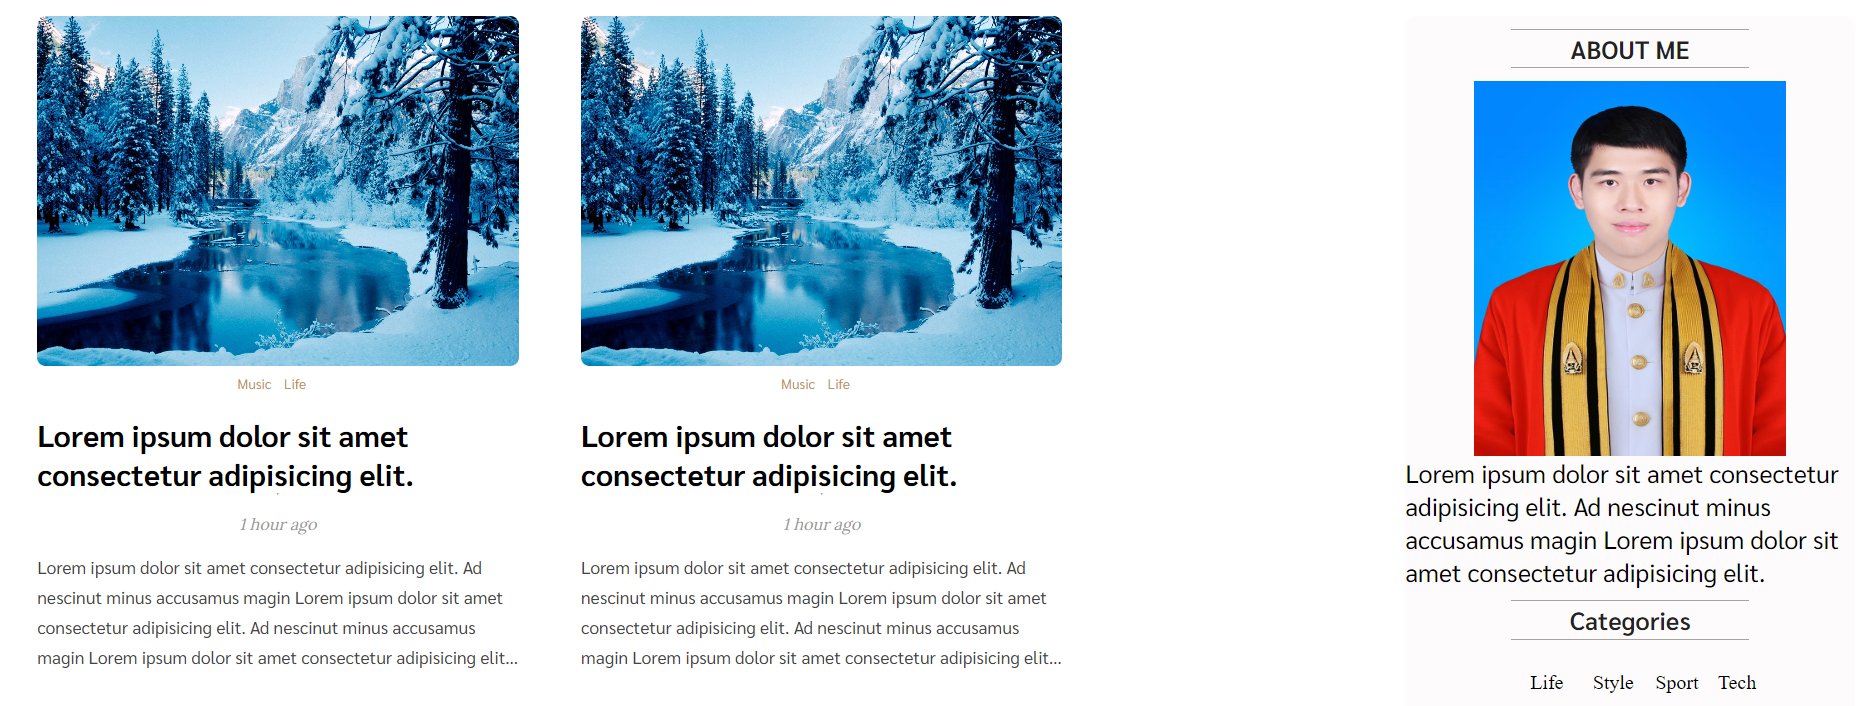 Music Life
Lorem ipsum dolor sit amet
consectetur adipisicing elit.
1 hour ago
Lorem ipsum dolor sit amet consectetur adipisicing elit. Ad
nescinut minus accusamus magin Lorem ipsum dolor sit amet
consectetur adipisicing elit. Ad nescinut minus accusamus
magin Lorem ipsum dolor sit amet consectetur adipisicing elit...
Music Life
Lorem ipsum dolor sit amet
consectetur adipisicing elit.
1 hour ago
Lorem ipsum dolor sit amet consectetur adipisicing elit. Ad
nescinut minus accusamus magin Lorem ipsum dolor sit amet
consectetur adipisicing elit. Ad nescinut minus accusamus
magin Lorem ipsum dolor sit amet consectetur adipisicing elit...
ABOUT ME
Lorem ipsum dolor sit amet consectetur
adipisicing elit. Ad nescinut minus
accusamus magin Lorem ipsum dolor sit
amet consectetur adipisicing elit.
Categories
Life Style Sport Tech